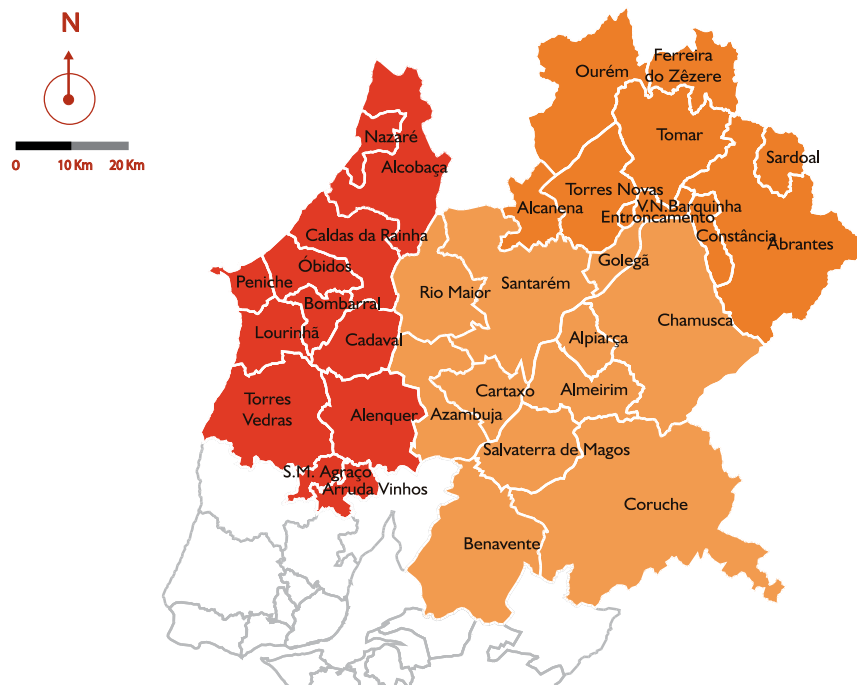 N
0 10 Km 20 Km
Ourém
Ferreira
do Zêzere
Nazaré
Alcobaça
Tomar
Sardoal
Torres Novas
Alcanena
V.N.Barquinha
Entroncamento
Constância
Abrantes
Caldas da Rainha
Óbidos
Peniche
Golegã
Santarém
Rio Maior
Bombarral
Lourinhã
Cadaval
Chamusca
Alpiarça
Torres
Vedras
Alenquer
Cartaxo
Almeirim
Azambuja
Salvaterra de Magos
S.M. Agraço
Arruda Vinhos
Coruche
Benavente